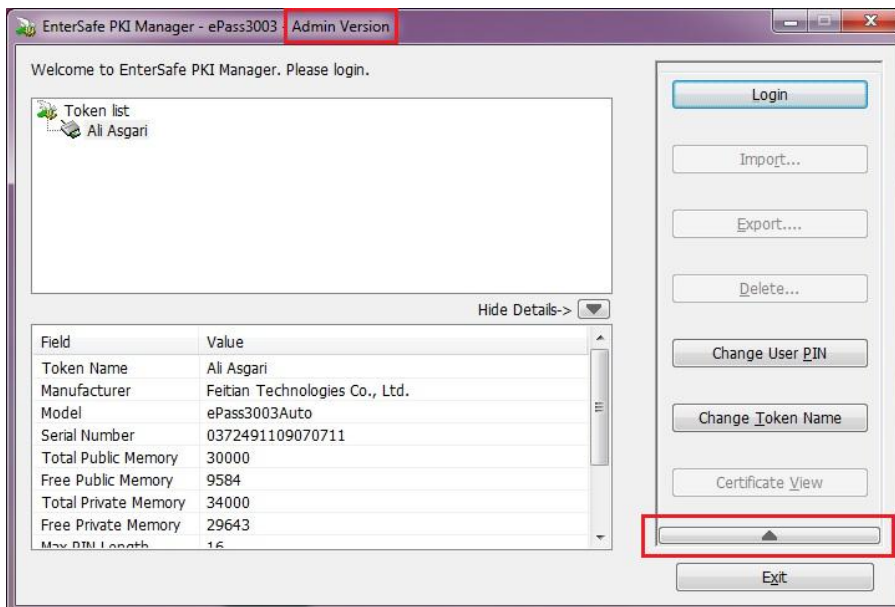 EnterSafe PKI Manager - ePass3003 - Admin Version
Welcome to EnterSafe PKI Manager. Please login.
Token list
Ali Asgari
Hide Details->
Field Value
Token Name Ali Asgari
Manufacturer Feitian Technologies Co., Ltd.
Model ePass3003Auto
Serial Number 0372491109070711
Total Public Memory 30000
Free Public Memory 9584
Total Private Memory 34000
Free Private Memory 29643
Max PIN Length 16
Login
Import...
Export....
Delete...
Change User PIN
Change Token Name
Certificate View
Exit